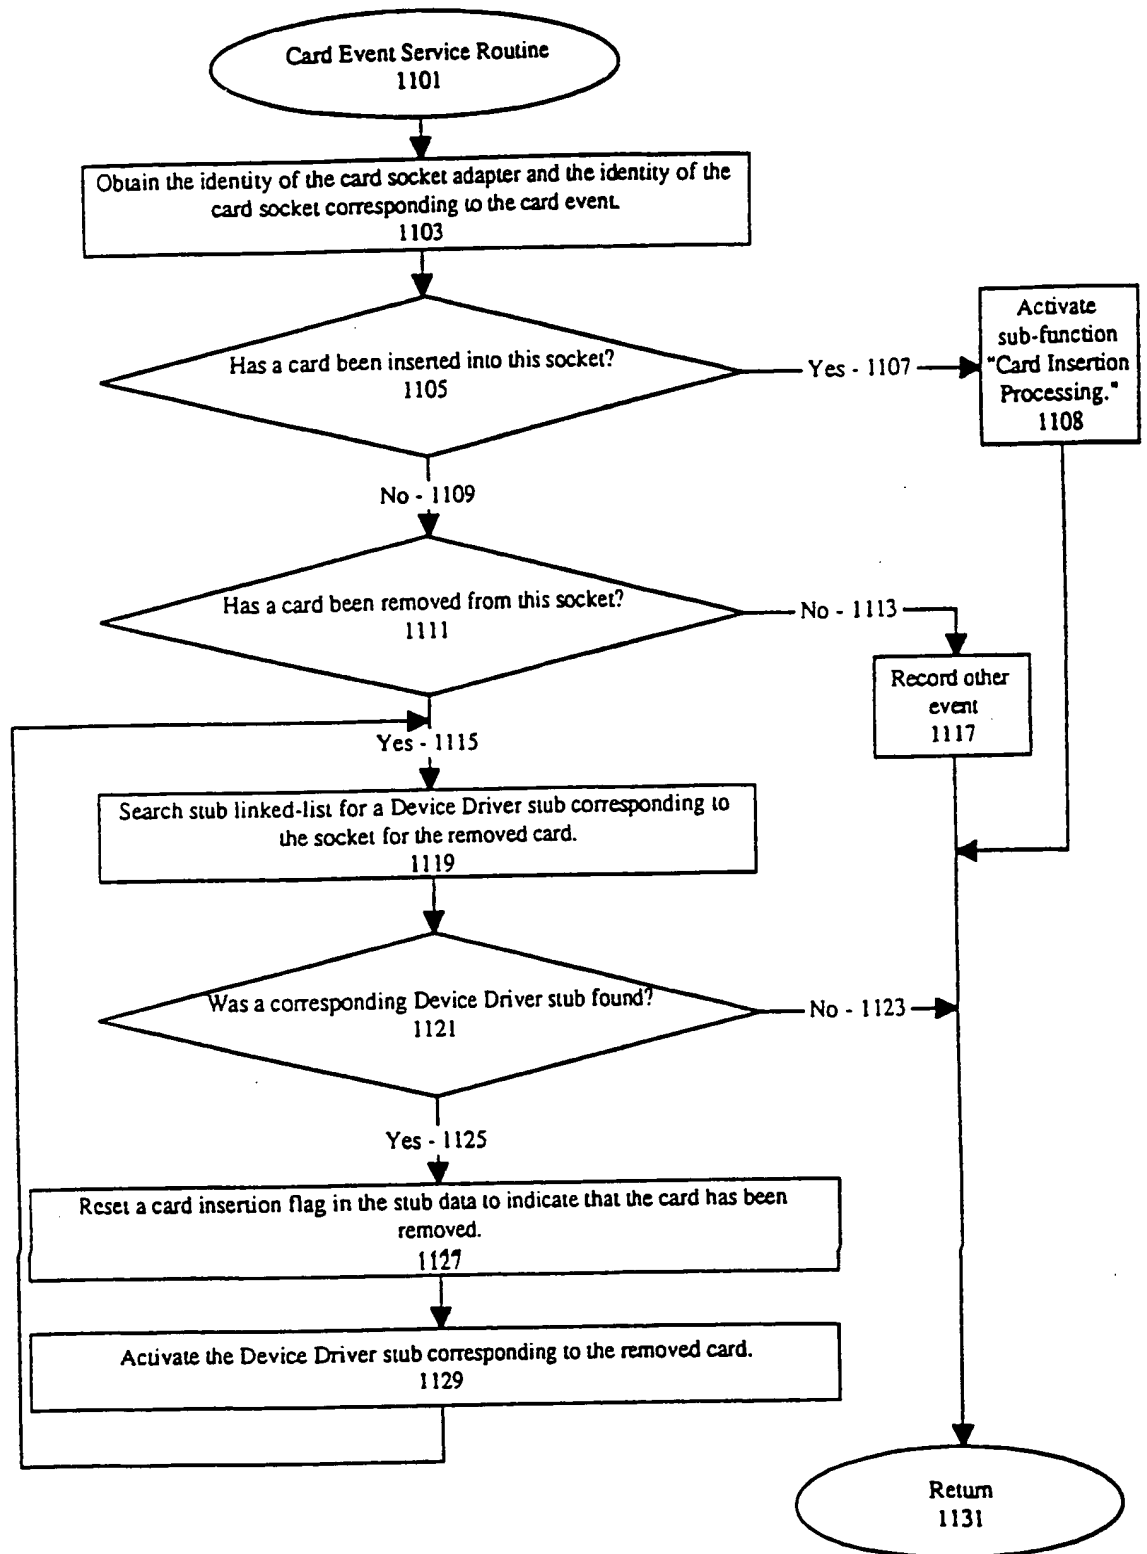 Card Event Service Routine
1101
Obtain the identity of the card socket adapter and the identity of the
card socket corresponding to the card event.
1103
Has a card been inserted into this socket?
1105
Yes - 1107
Activate
sub-function
"Card Insertion
Processing."
1108
No - 1109
Has a card been removed from this socket?
1111
No - 1113
Record other
event
1117
Yes - 1115
Search stub linked-list for a Device Driver stub corresponding to
the socket for the removed card.
1119
Was a corresponding Device Driver stub found?
1121
No - 1123
Yes - 1125
Reset a card insertion flag in the stub data to indicate that the card has been
removed.
1127
Activate the Device Driver stub corresponding to the removed card.
1129
Return
1131